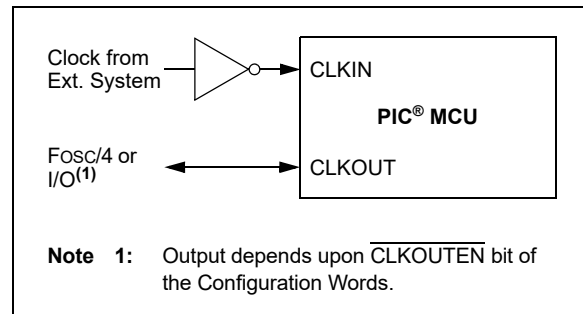 Clock from
Ext. System
CLKIN
PIC® MCU
FOSC/4 or
I/O(1)
CLKOUT
Note 1: Output depends upon CLKOUTEN bit of
the Configuration Words.